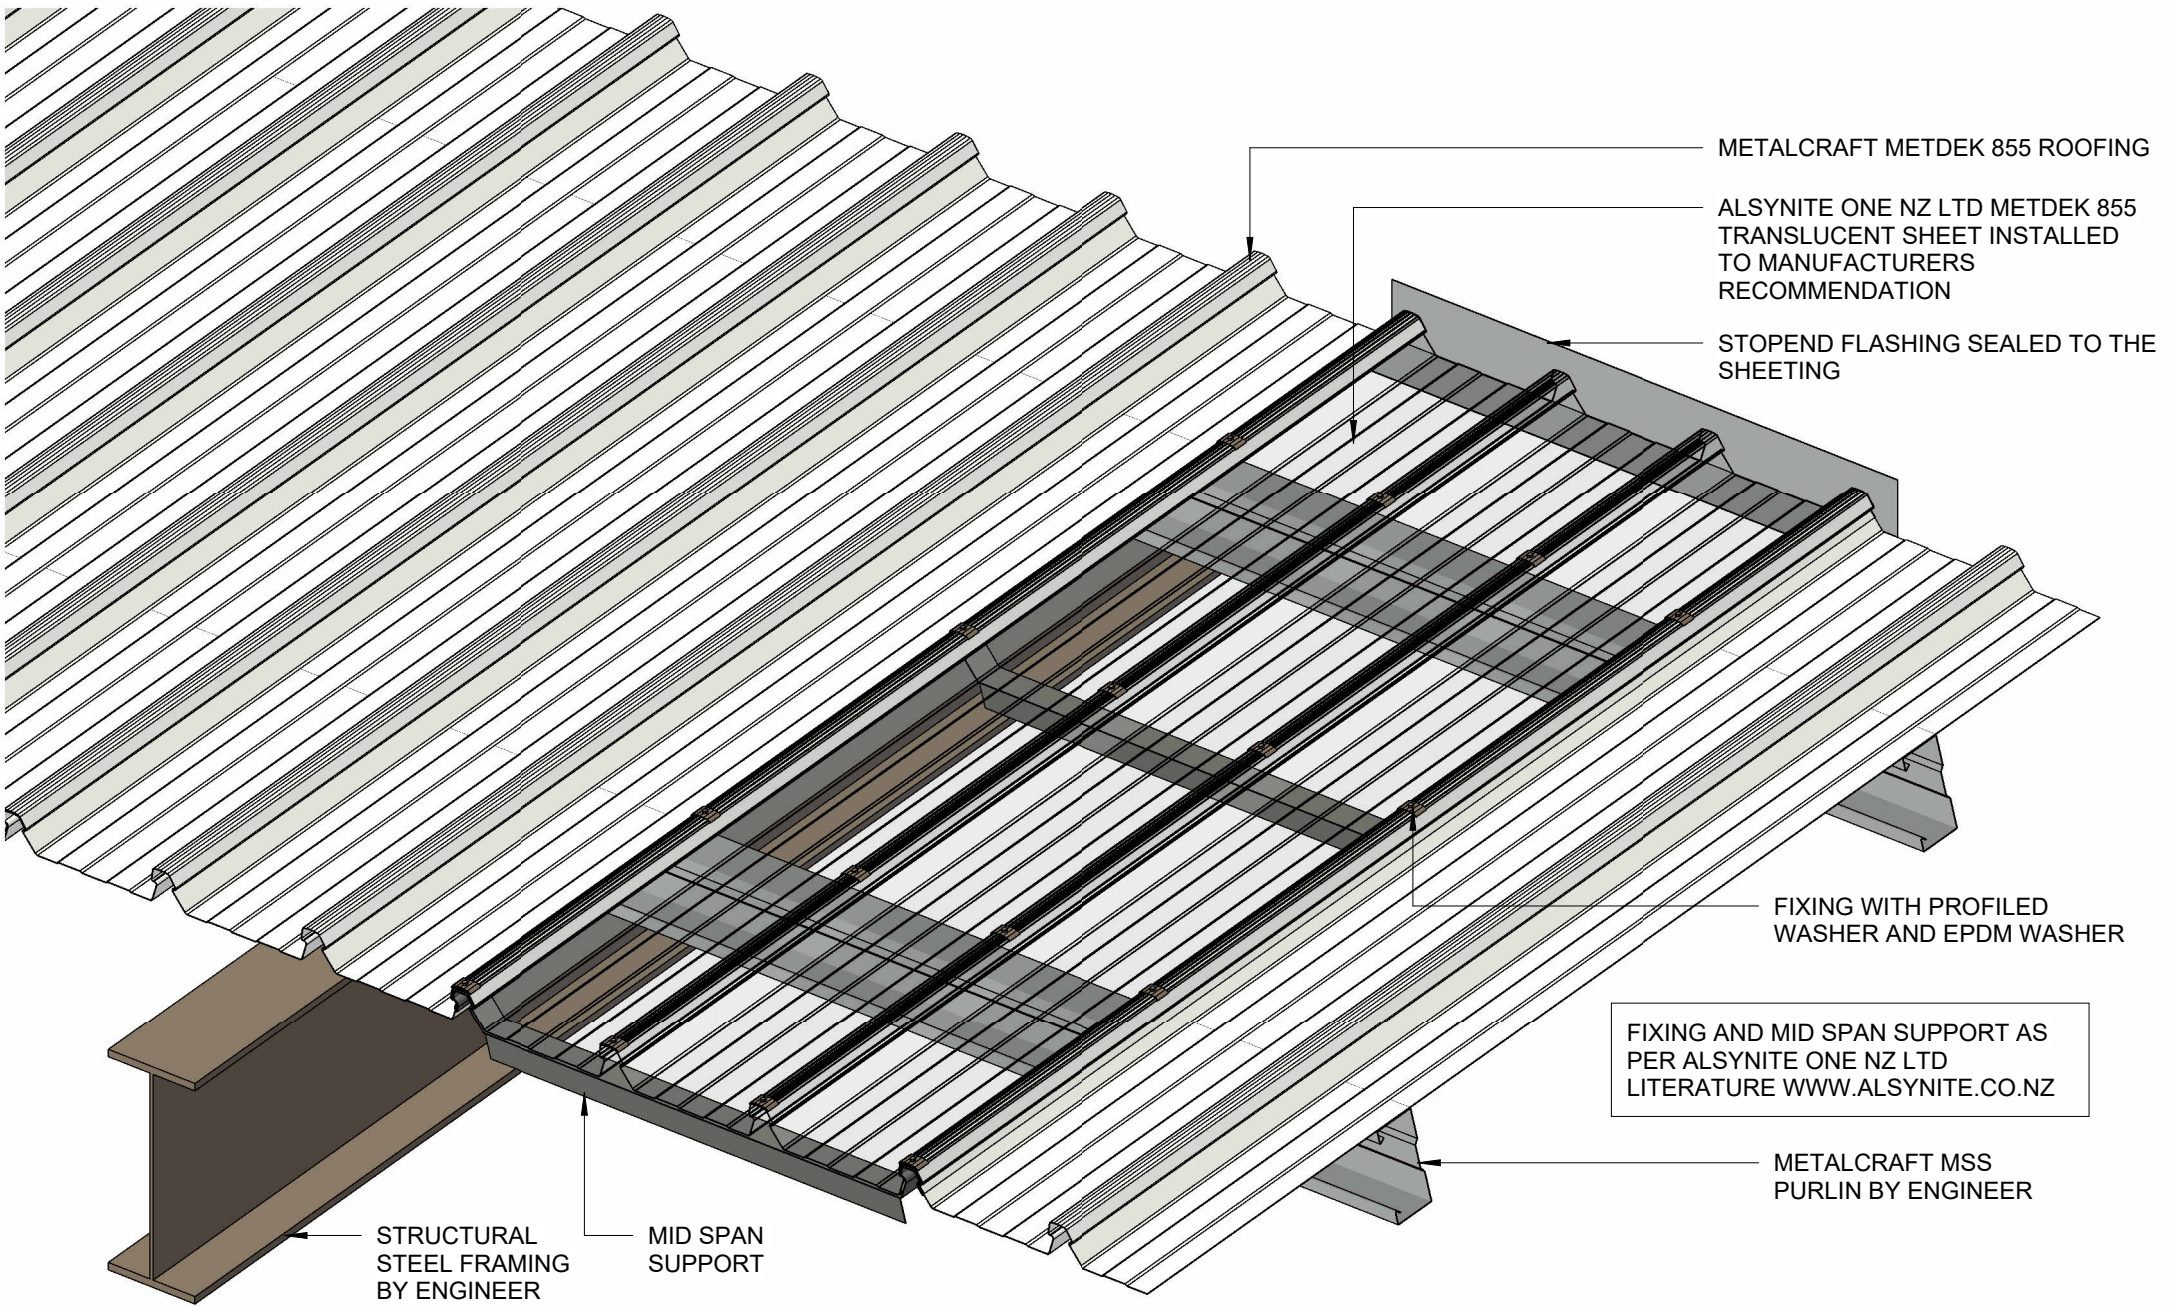 METALCRAFT METDEK 855 ROOFING
ALSYNITE ONE NZ LTD METDEK 855
TRANSLUCENT SHEET INSTALLED
TO MANUFACTURERS
RECOMMENDATION
STOPEND FLASHING SEALED TO THE
SHEETING
FIXING WITH PROFILED
WASHER AND EPDM WASHER
FIXING AND MID SPAN SUPPORT AS
PER ALSYNITE ONE NZ LTD
LITERATURE WWW.ALSYNITE.CO.NZ
METALCRAFT MSS
PURLIN BY ENGINEER
STRUCTURAL
STEEL FRAMING
BY ENGINEER
MID SPAN
SUPPORT